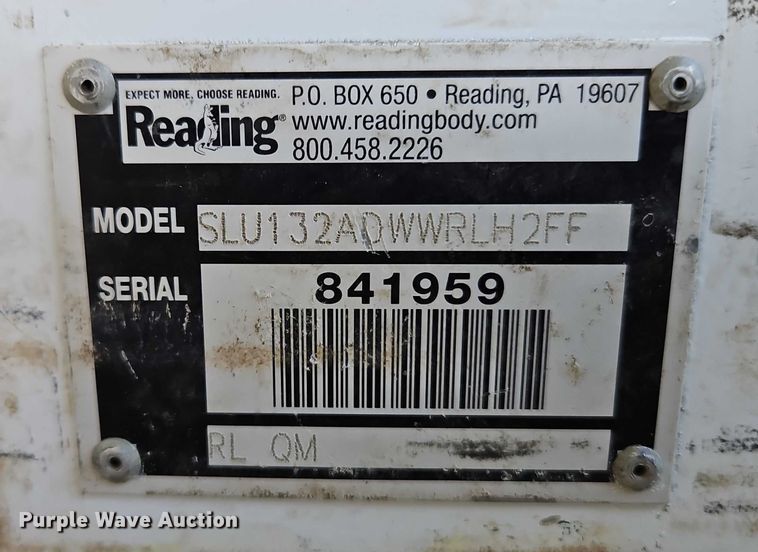 EXPECT MORE. CHOOSE READING.
Reading®
P.O. BOX 650 • Reading, PA 19607
www.readingbody.com
800.458.2226
MODEL SLU132ADWWRLH2FF
SERIAL 841959
RL QM
Purple Wave Auction